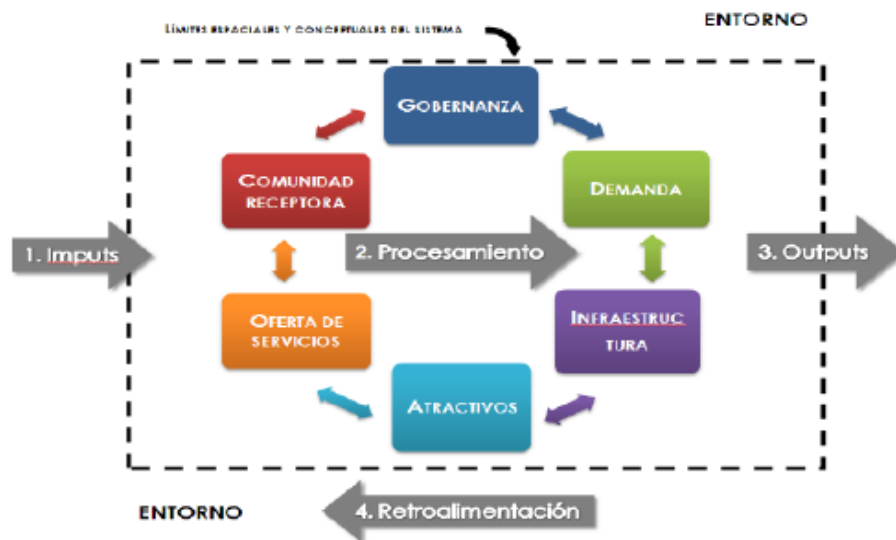 ENTORNO
LÍMITES ESPACIALES Y CONCEPTUALES DEL SISTEMA
GOBERNANZA
COMUNIDAD
RECEPTORA
DEMANDA
1. Imputs
2. Procesamiento
3. Outputs
OFERTA DE
SERVICIOS
INFRAESTRUC
TURA
ATRACTIVOS
ENTORNO
4. Retroalimentación